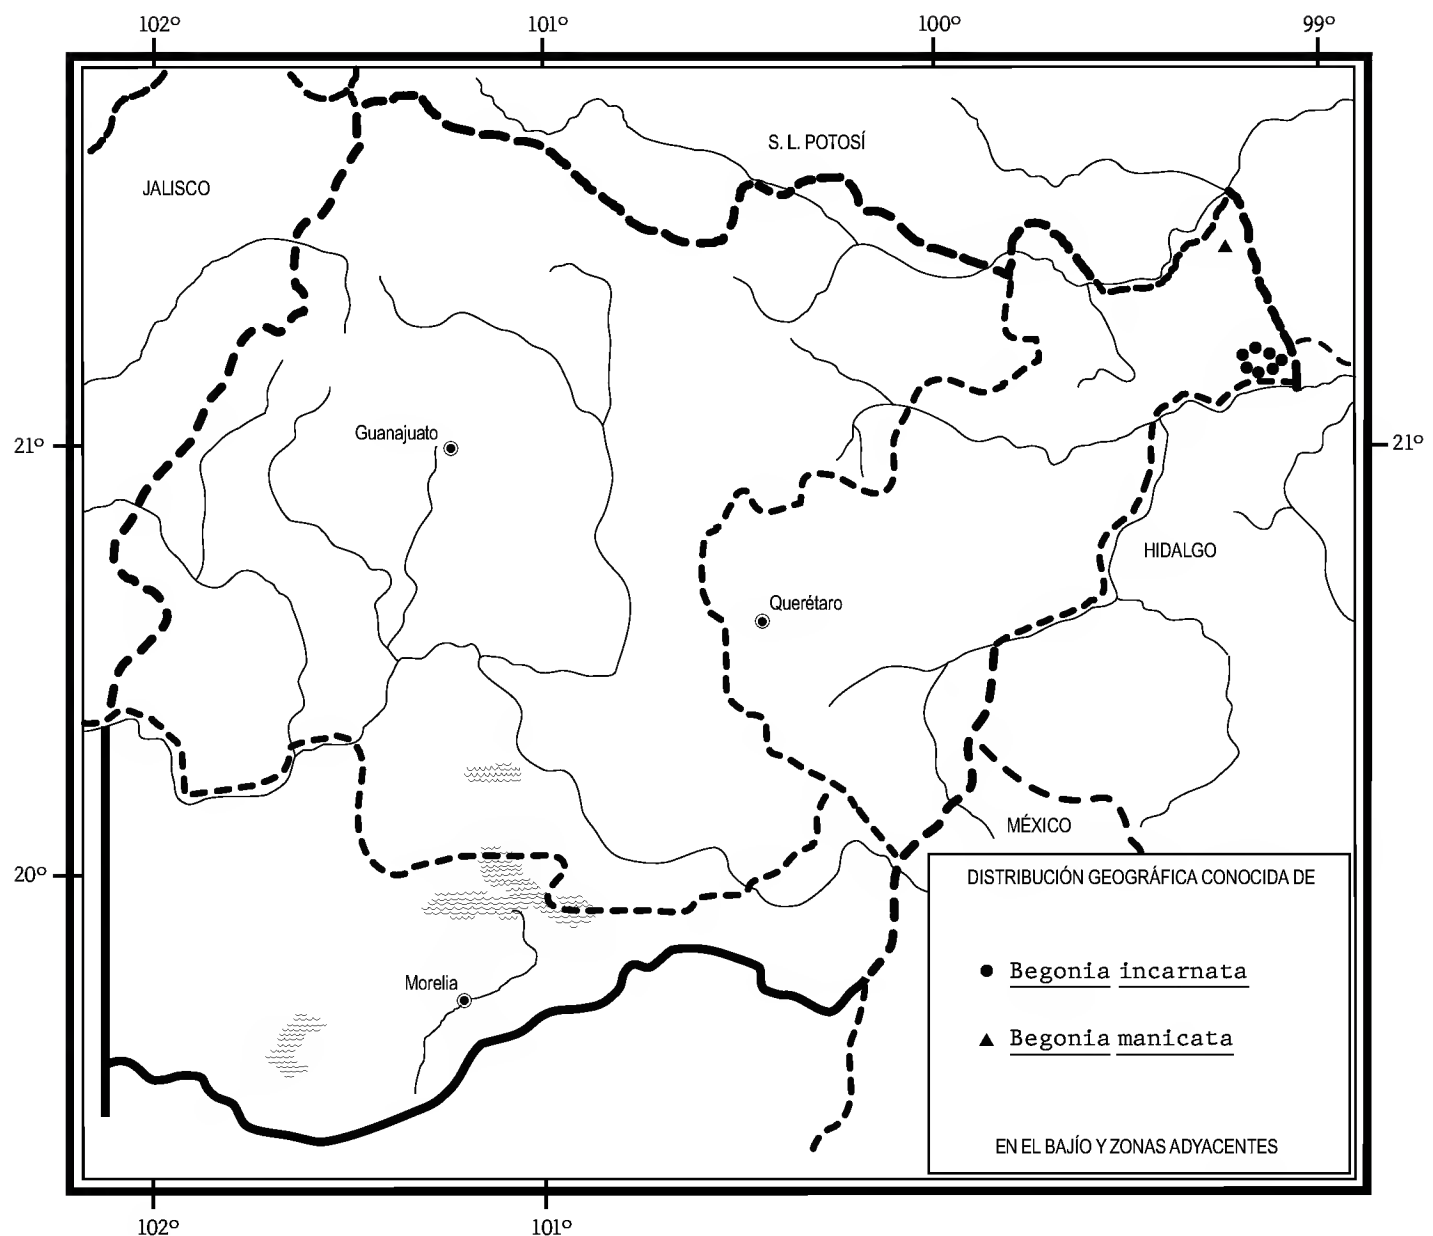 102º 101º 100º 99º
S. L. POTOSÍ
JALISCO
Guanajuato
21º 21º
HIDALGO
Querétaro
MÉXICO
20º
DISTRIBUCIÓN GEOGRÁFICA CONOCIDA DE
Begonia incarnata
Morelia
Begonia manicata
EN EL BAJÍO Y ZONAS ADYACENTES
102º 101º